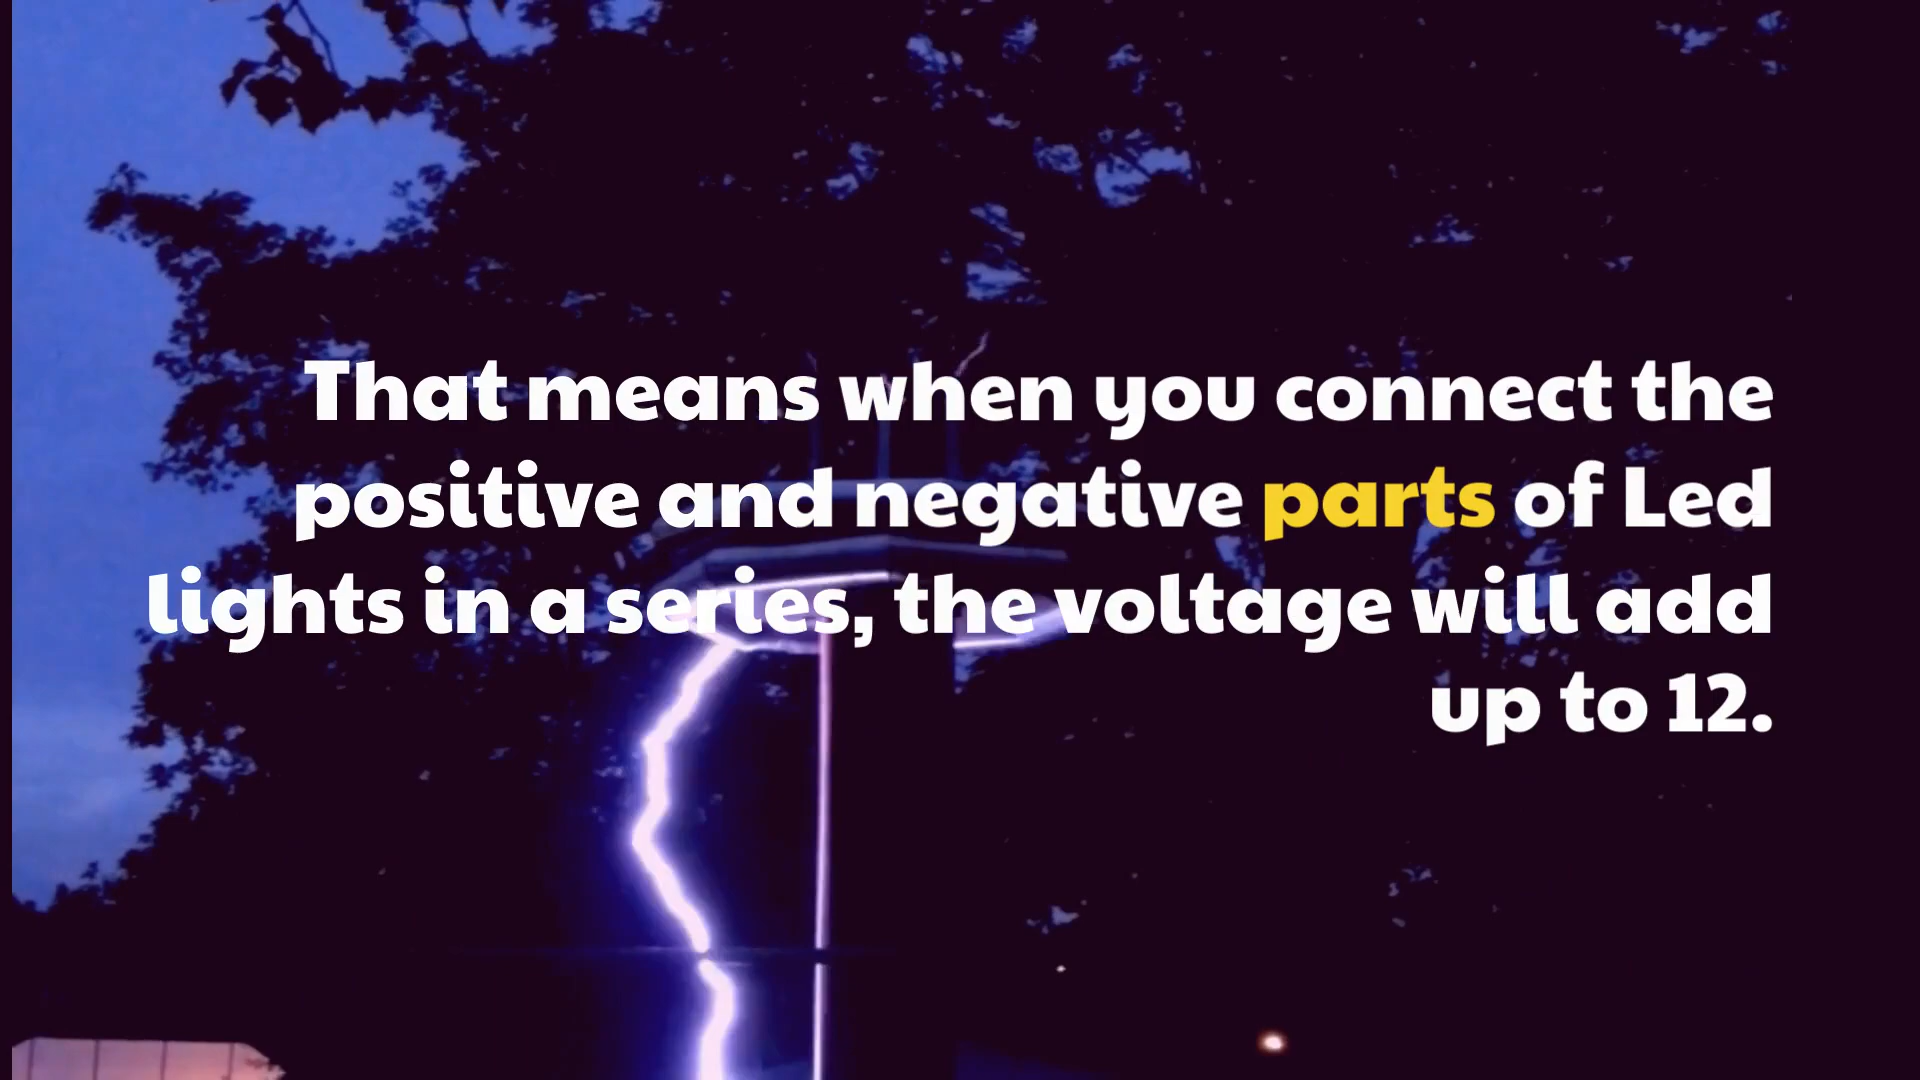 That means when you connect the
positive and negative parts of Led
lights in a series, the voltage will add
up to 12.